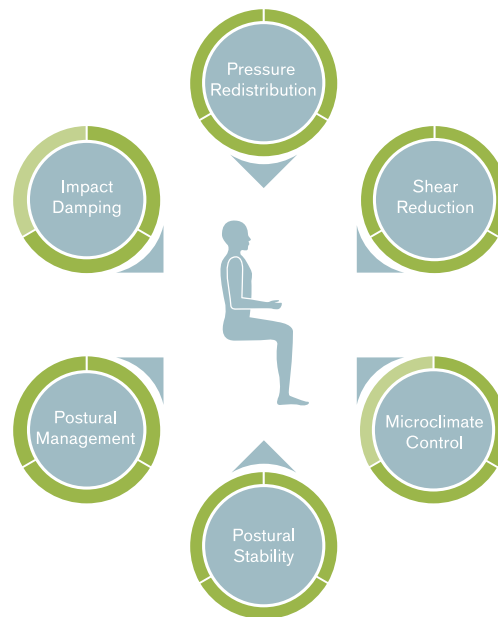 Pressure
Redistribution
Impact
Damping
Shear
Reduction
Postural
Management
Microclimate
Control
Postural
Stability